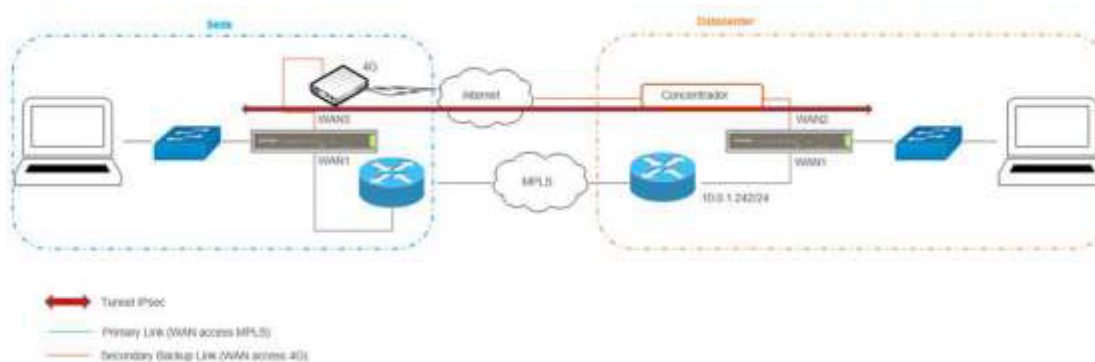 Sede
Datacenter
4G
Internet
Concentrador
WAN3
WAN2
WAN1
WAN1
MPLS
10.0.1.242/24
Tunnel IPsec
Primary Link (WAN access MPLS)
Secondary Backup Link (WAN access 4G)